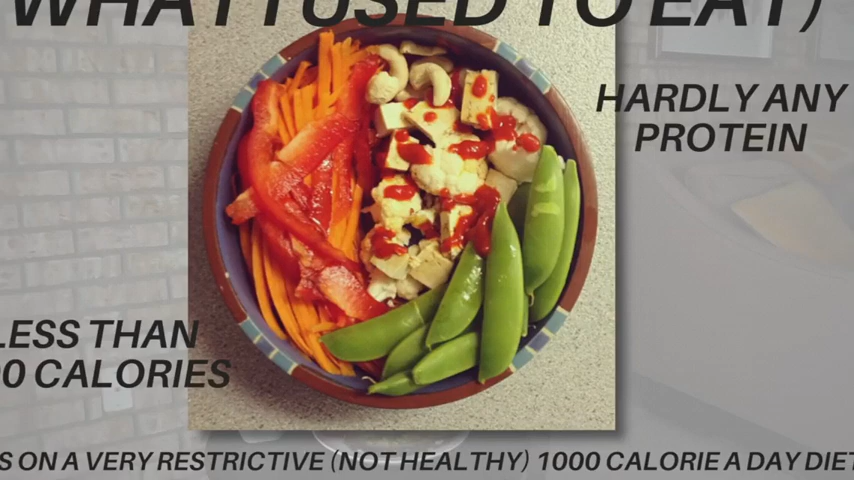 WHAT I USED TO EAT)
HARDLY ANY
PROTEIN
LESS THAN
00 CALORIES
S ON A VERY RESTRICTIVE (NOT HEALTHY) 1000 CALORIE A DAY DIET